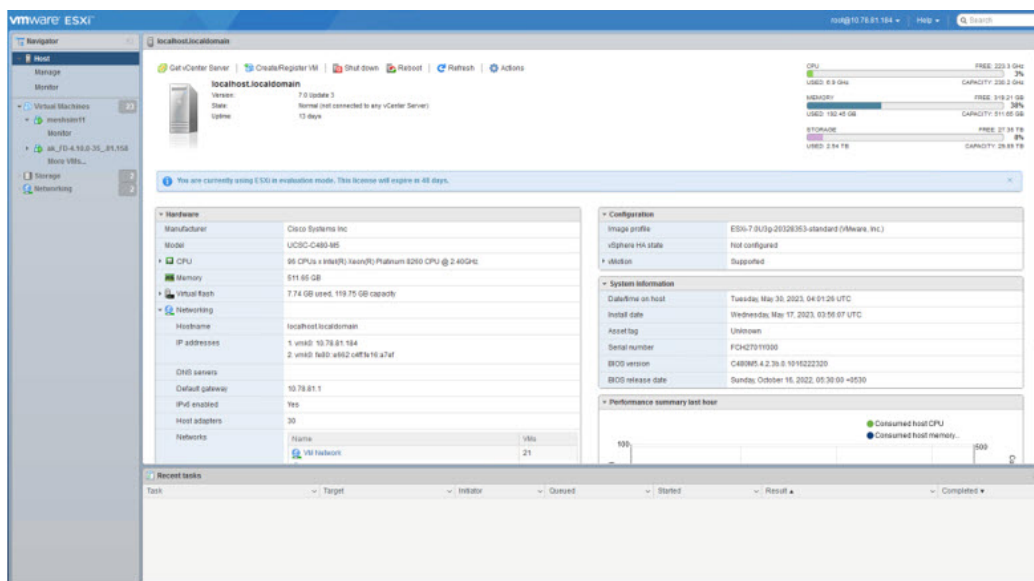 vmware ESXi™
root@10.78.81.184
Help
Search
Navigator
Host
Manage
Monitor
Virtual Machines
Monitor
More VMs...
Storage
2
Networking
2
localhost.localdomain
Get vCenter Server
Create/Register VM
Shut down
Reboot
Refresh
Actions
localhost.localdomain
Version: 7.0 Update 3
State: Normal (not connected to any vCenter Server)
Uptime: 13 days
CPU
FREE: 223.3 GHz
3%
USED: 6.9 GHz
CAPACITY: 230.2 GHz
MEMORY
FREE: 319.21 GB
38%
USED: 192.45 GB
CAPACITY: 511.65 GB
STORAGE
8%
USED: 2.54 TB
You are currently using ESXi in evaluation mode. This license will expire in 46 days.
Hardware
Manufacturer Cisco Systems Inc
Model UCSC-C480-M5
CPU 96 CPUs x Intel(R) Xeon(R) Platinum 8260 CPU @ 2.40GHz
Memory 511.65 GB
Virtual flash 7.74 GB used, 119.75 GB capacity
Networking
Hostname localhost.localdomain
IP addresses 1. vmk0: 10.78.81.184
DNS servers
Default gateway 10.78.81.1
IPv6 enabled Yes
Host adapters 30
Networks Name VMs
VM Network 21
Configuration
Image profile ESXi-7.0U3g-20328353-standard (VMware, Inc.)
vSphere HA state Not configured
vMotion Supported
System information
Date/time on host Tuesday, May 30, 2023, 04:01:26 UTC
Install date Wednesday, May 17, 2023, 03:56:07 UTC
Asset tag Unknown
Serial number
BIOS version C480M5.4.2.3b.0.1016222320
BIOS release date Sunday, October 16, 2022, 05:30:00 +0530
Performance summary last hour
Consumed host CPU
Consumed host memory...
100
500
Recent tasks
Task Target Initiator Queued Started Result Completed